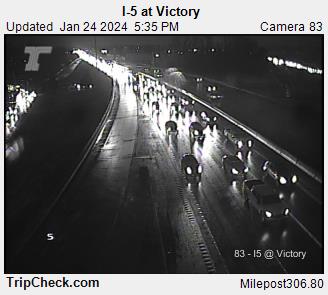 I-5 at Victory
Updated Jan 24 2024 5:35 PM Camera 83
T
S
83 - I5 @ Victory
TripCheck.com Milepost306.80